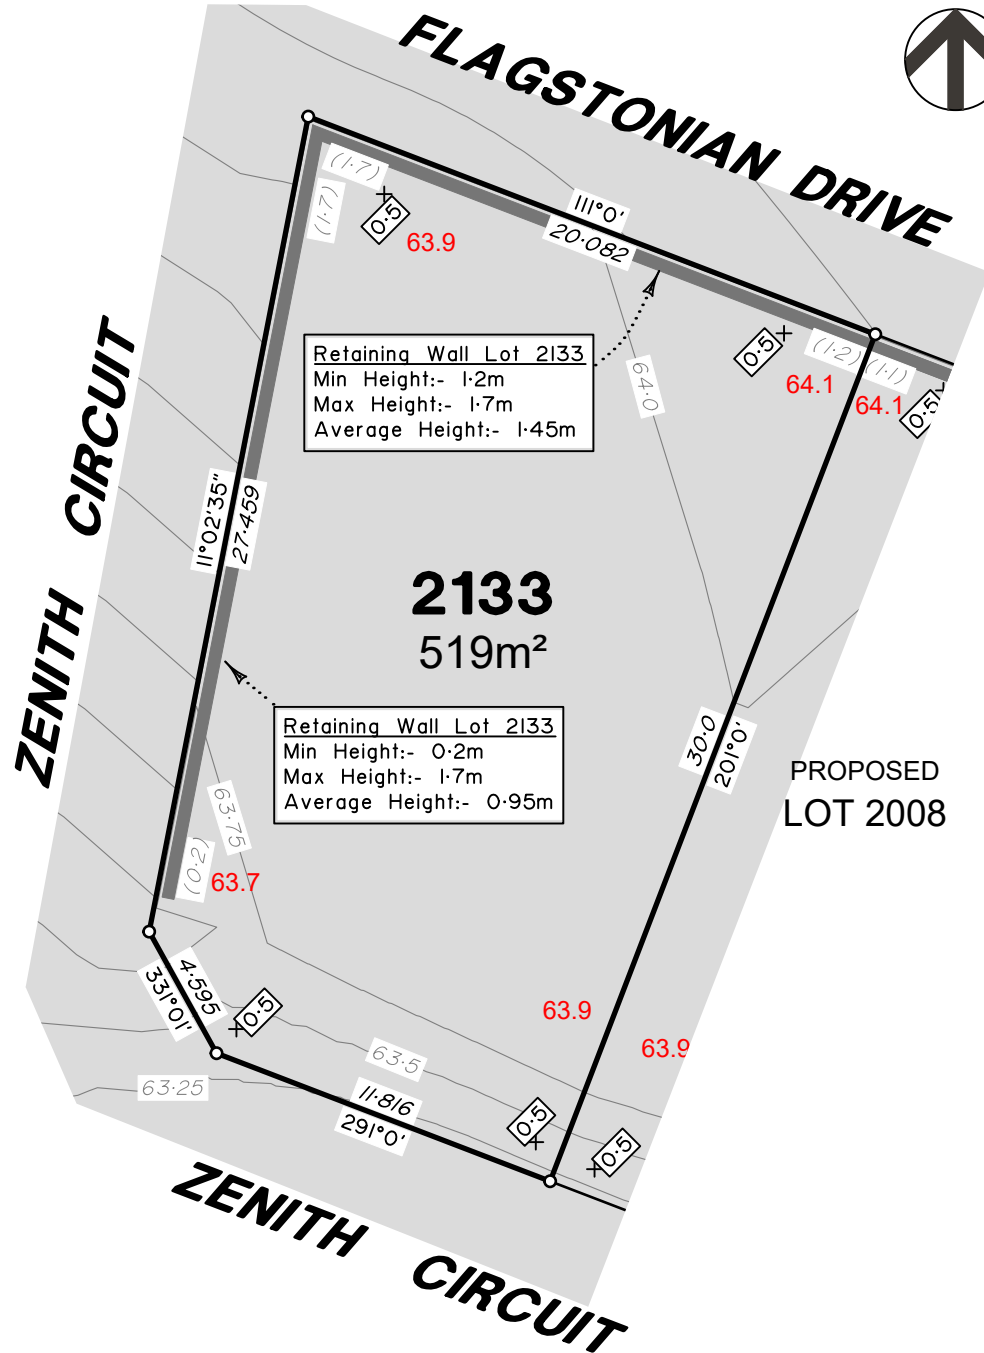 FLAGSTONIAN DRIVE
(1·7)
(1·7)
0·5
63.9
111°0'
20·082
Retaining Wall Lot 2133
Min Height:- 1·2m
Max Height:- 1·7m
Average Height:- 1·45m
0·5
(1·2)
(1·1)
64.1
64.1
0·5
64·0
ZENITH CIRCUIT
11°02'35"
27·459
2133
519m²
Retaining Wall Lot 2133
Min Height:- 0·2m
Max Height:- 1·7m
Average Height:- 0·95m
30·0
201°0'
PROPOSED
LOT 2008
63·75
(0·2)
63.7
4·595
331°01'
0·5
63.9
63.9
63·5
63·25
11·816
291°0'
0·5
0·5
ZENITH CIRCUIT